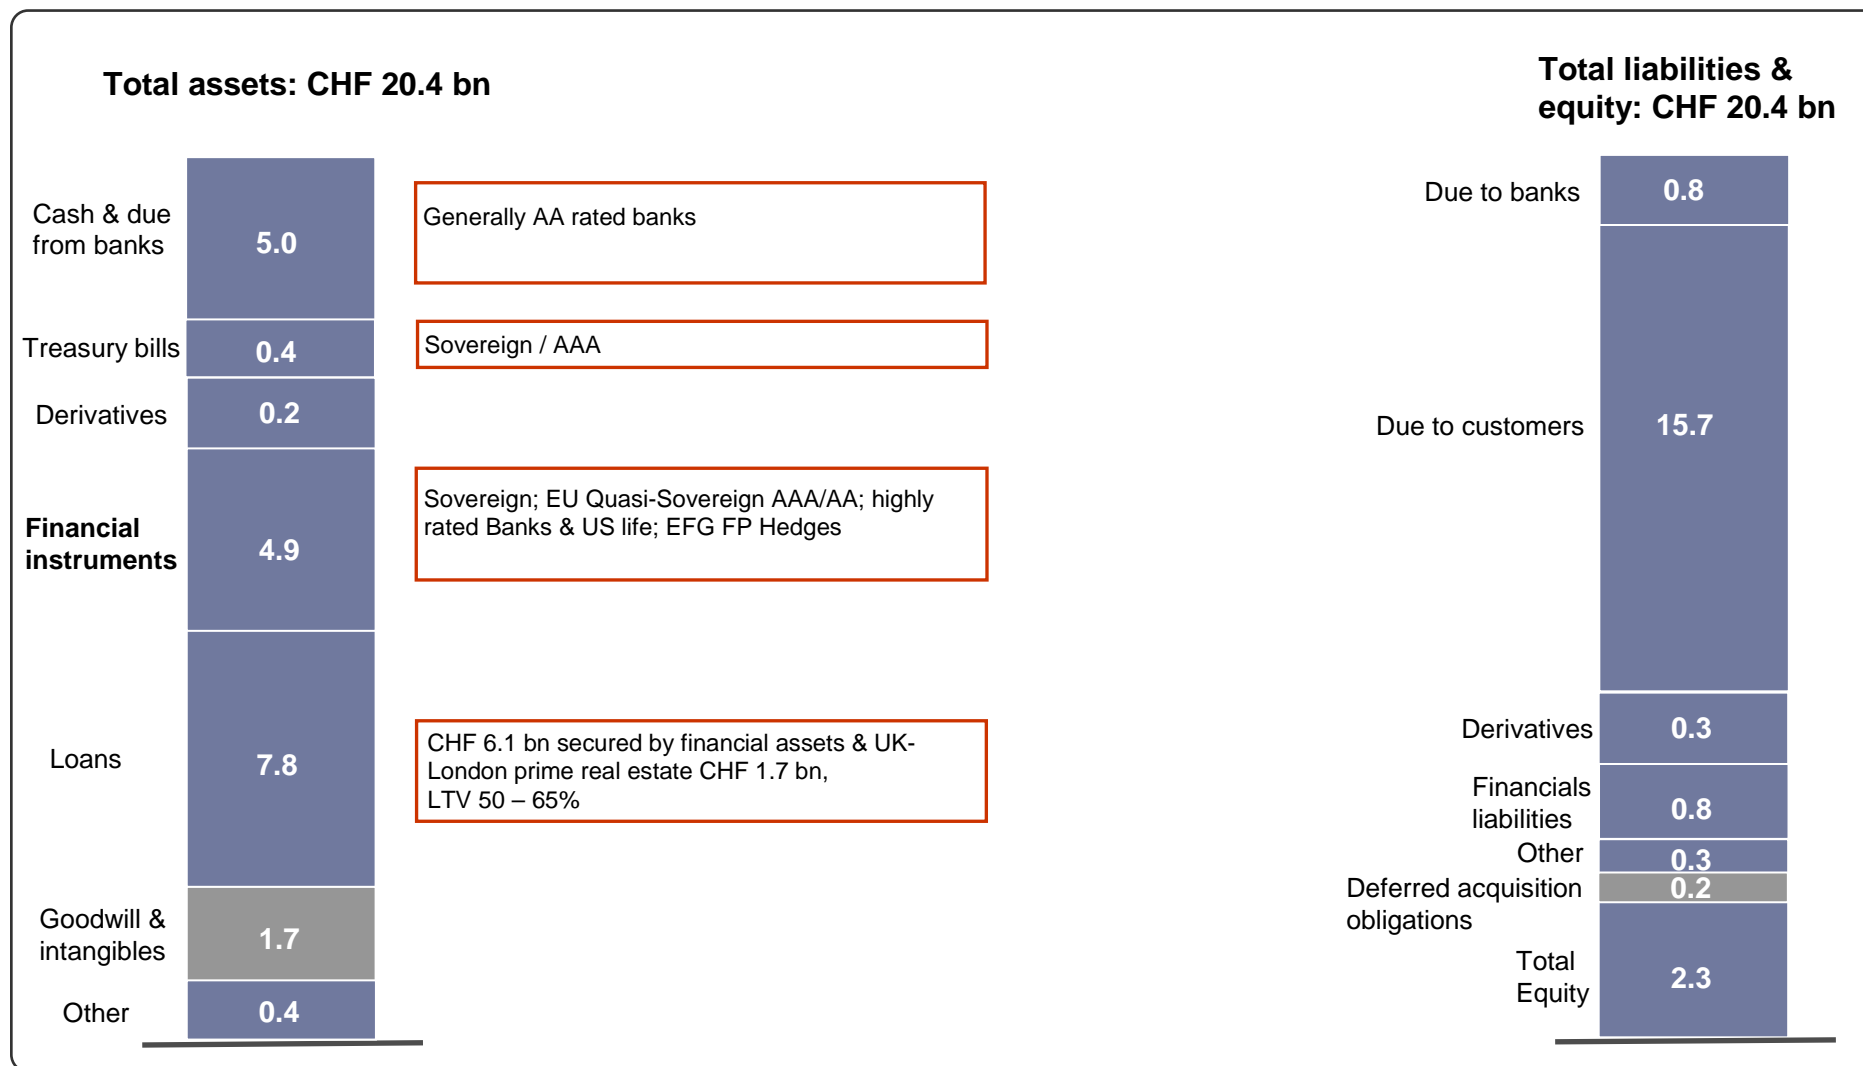 Total assets: CHF 20.4 bn
Cash & due
from banks
5.0
Generally AA rated banks
Treasury bills
0.4
Sovereign / AAA
Derivatives
0.2
Financial
instruments
4.9
Sovereign; EU Quasi-Sovereign AAA/AA; highly
rated Banks & US life; EFG FP Hedges
Loans
7.8
CHF 6.1 bn secured by financial assets & UK-
London prime real estate CHF 1.7 bn,
LTV 50 – 65%
Goodwill &
intangibles
1.7
Other
0.4
Total liabilities &
equity: CHF 20.4 bn
Due to banks
0.8
Due to customers
15.7
Derivatives
0.3
Financials
liabilities
0.8
Other
0.3
Deferred acquisition
obligations
0.2
Total
Equity
2.3